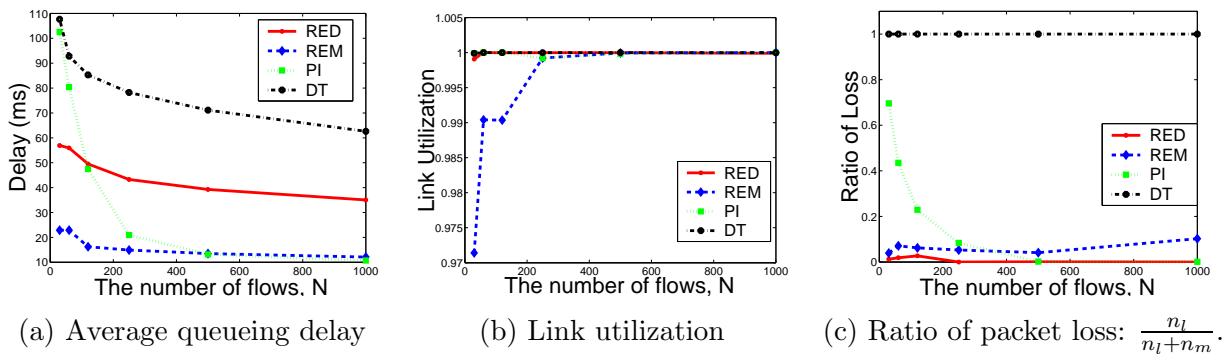 Delay (ms)
110
100
90
80
70
60
50
40
30
20
10
0
200
400
600
800
1000
The number of flows, N
RED
REM
PI
DT
(a) Average queueing delay
Link Utilization
1.005
1
0.995
0.99
0.985
0.98
0.975
0.97
0
200
400
600
800
1000
The number of flows, N
RED
REM
PI
DT
(b) Link utilization
Ratio of Loss
1
0.8
0.6
0.4
0.2
0
0
200
400
600
800
1000
The number of flows, N
RED
REM
PI
DT
(c) Ratio of packet loss: n_l / n_l+n_m.